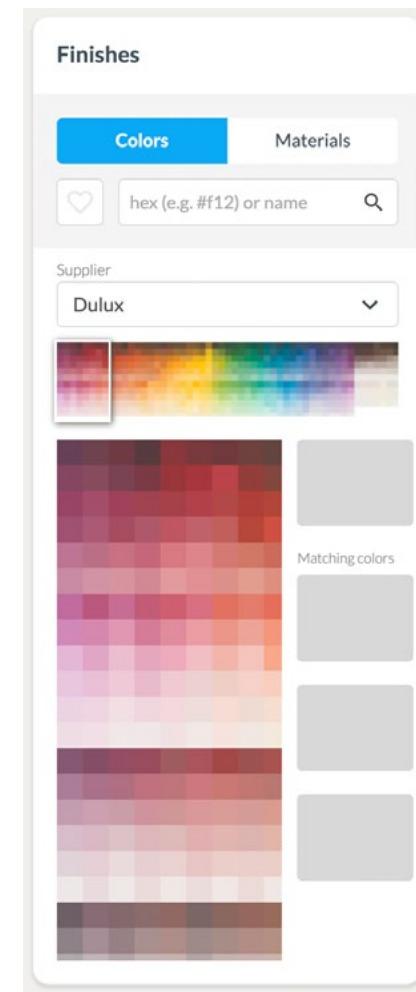 Finishes
Colors
Materials
hex (e.g. #f12) or name
Supplier
Dulux
Matching colors